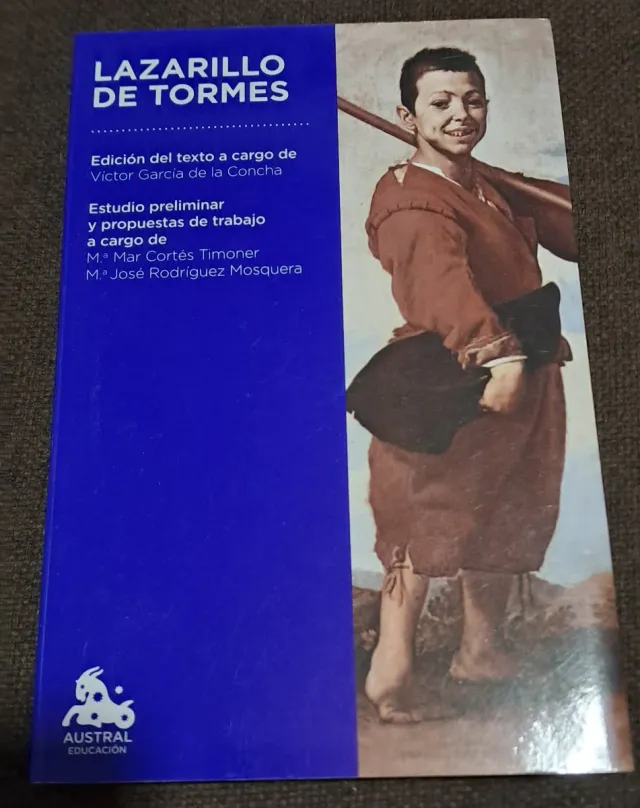 LAZARILLO
DE TORMES
Edición del texto a cargo de
Víctor García de la Concha
Estudio preliminar
y propuestas de trabajo
a cargo de
M.ª Mar Cortés Timoner
M.ª José Rodríguez Mosquera
AUSTRAL
EDUCACIÓN